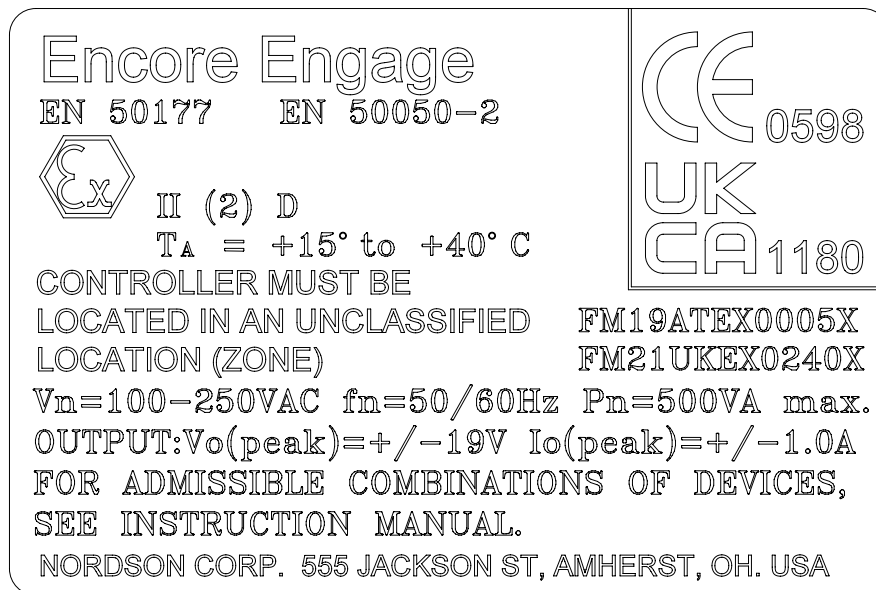 Encore Engage
EN 50177 EN 50050-2
CE 0598
Ex
II (2) D
UK
CA 1180
TA = +15° to +40° C
CONTROLLER MUST BE
LOCATED IN AN UNCLASSIFIED
LOCATION (ZONE)
FM19ATEX0005X
FM21UKEX0240X
Vn=100-250VAC fn=50/60Hz Pn=500VA max.
OUTPUT:Vo(peak)=+/-19V Io(peak)=+/-1.0A
FOR ADMISSIBLE COMBINATIONS OF DEVICES,
SEE INSTRUCTION MANUAL.
NORDSON CORP. 555 JACKSON ST, AMHERST, OH. USA